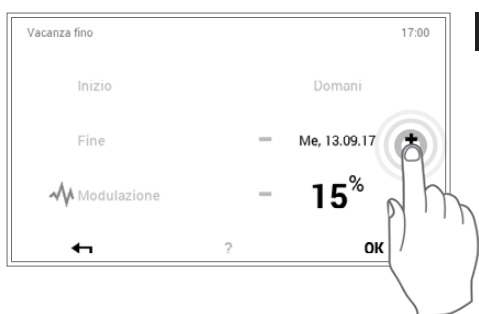 Vacanza fino 17:00
Inizio Domani
Fine – Me, 13.09.17 +
Modulazione – 15%
? OK